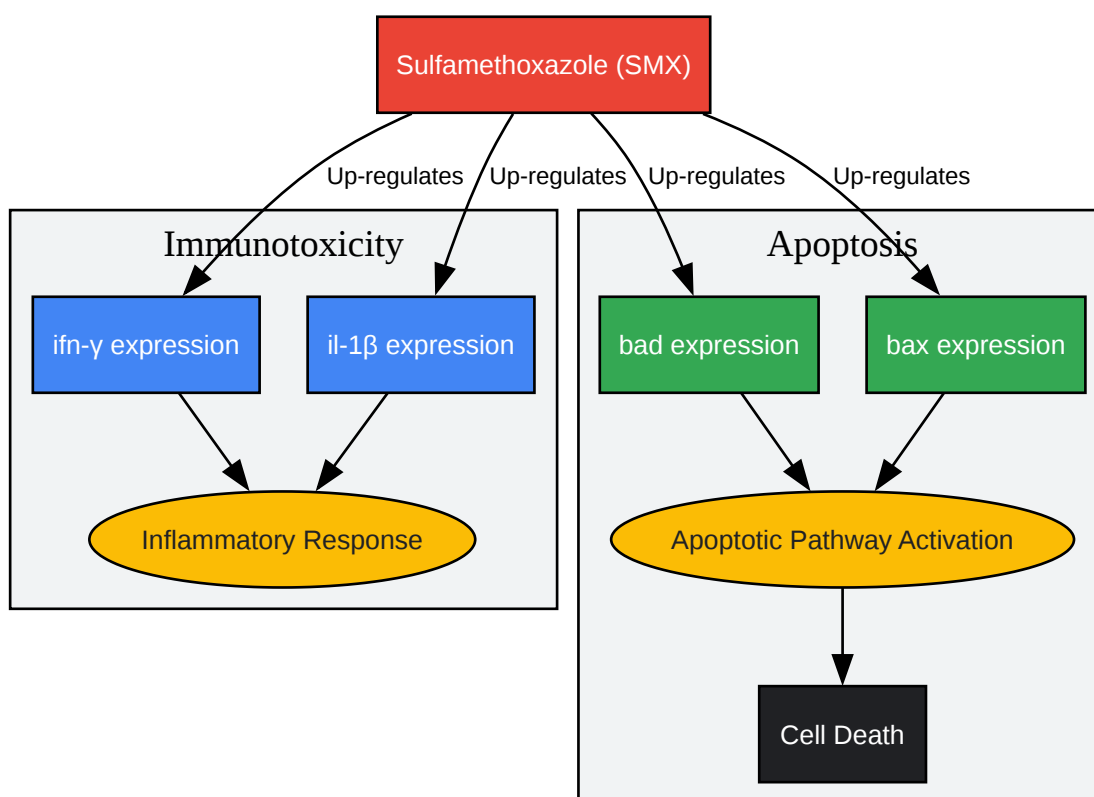 Sulfamethoxazole (SMX)
Up-regulates
Up-regulates
Up-regulates
Up-regulates
Immunotoxicity
Apoptosis
ifn-γ expression
il-1β expression
bad expression
bax expression
Inflammatory Response
Apoptotic Pathway Activation
Cell Death